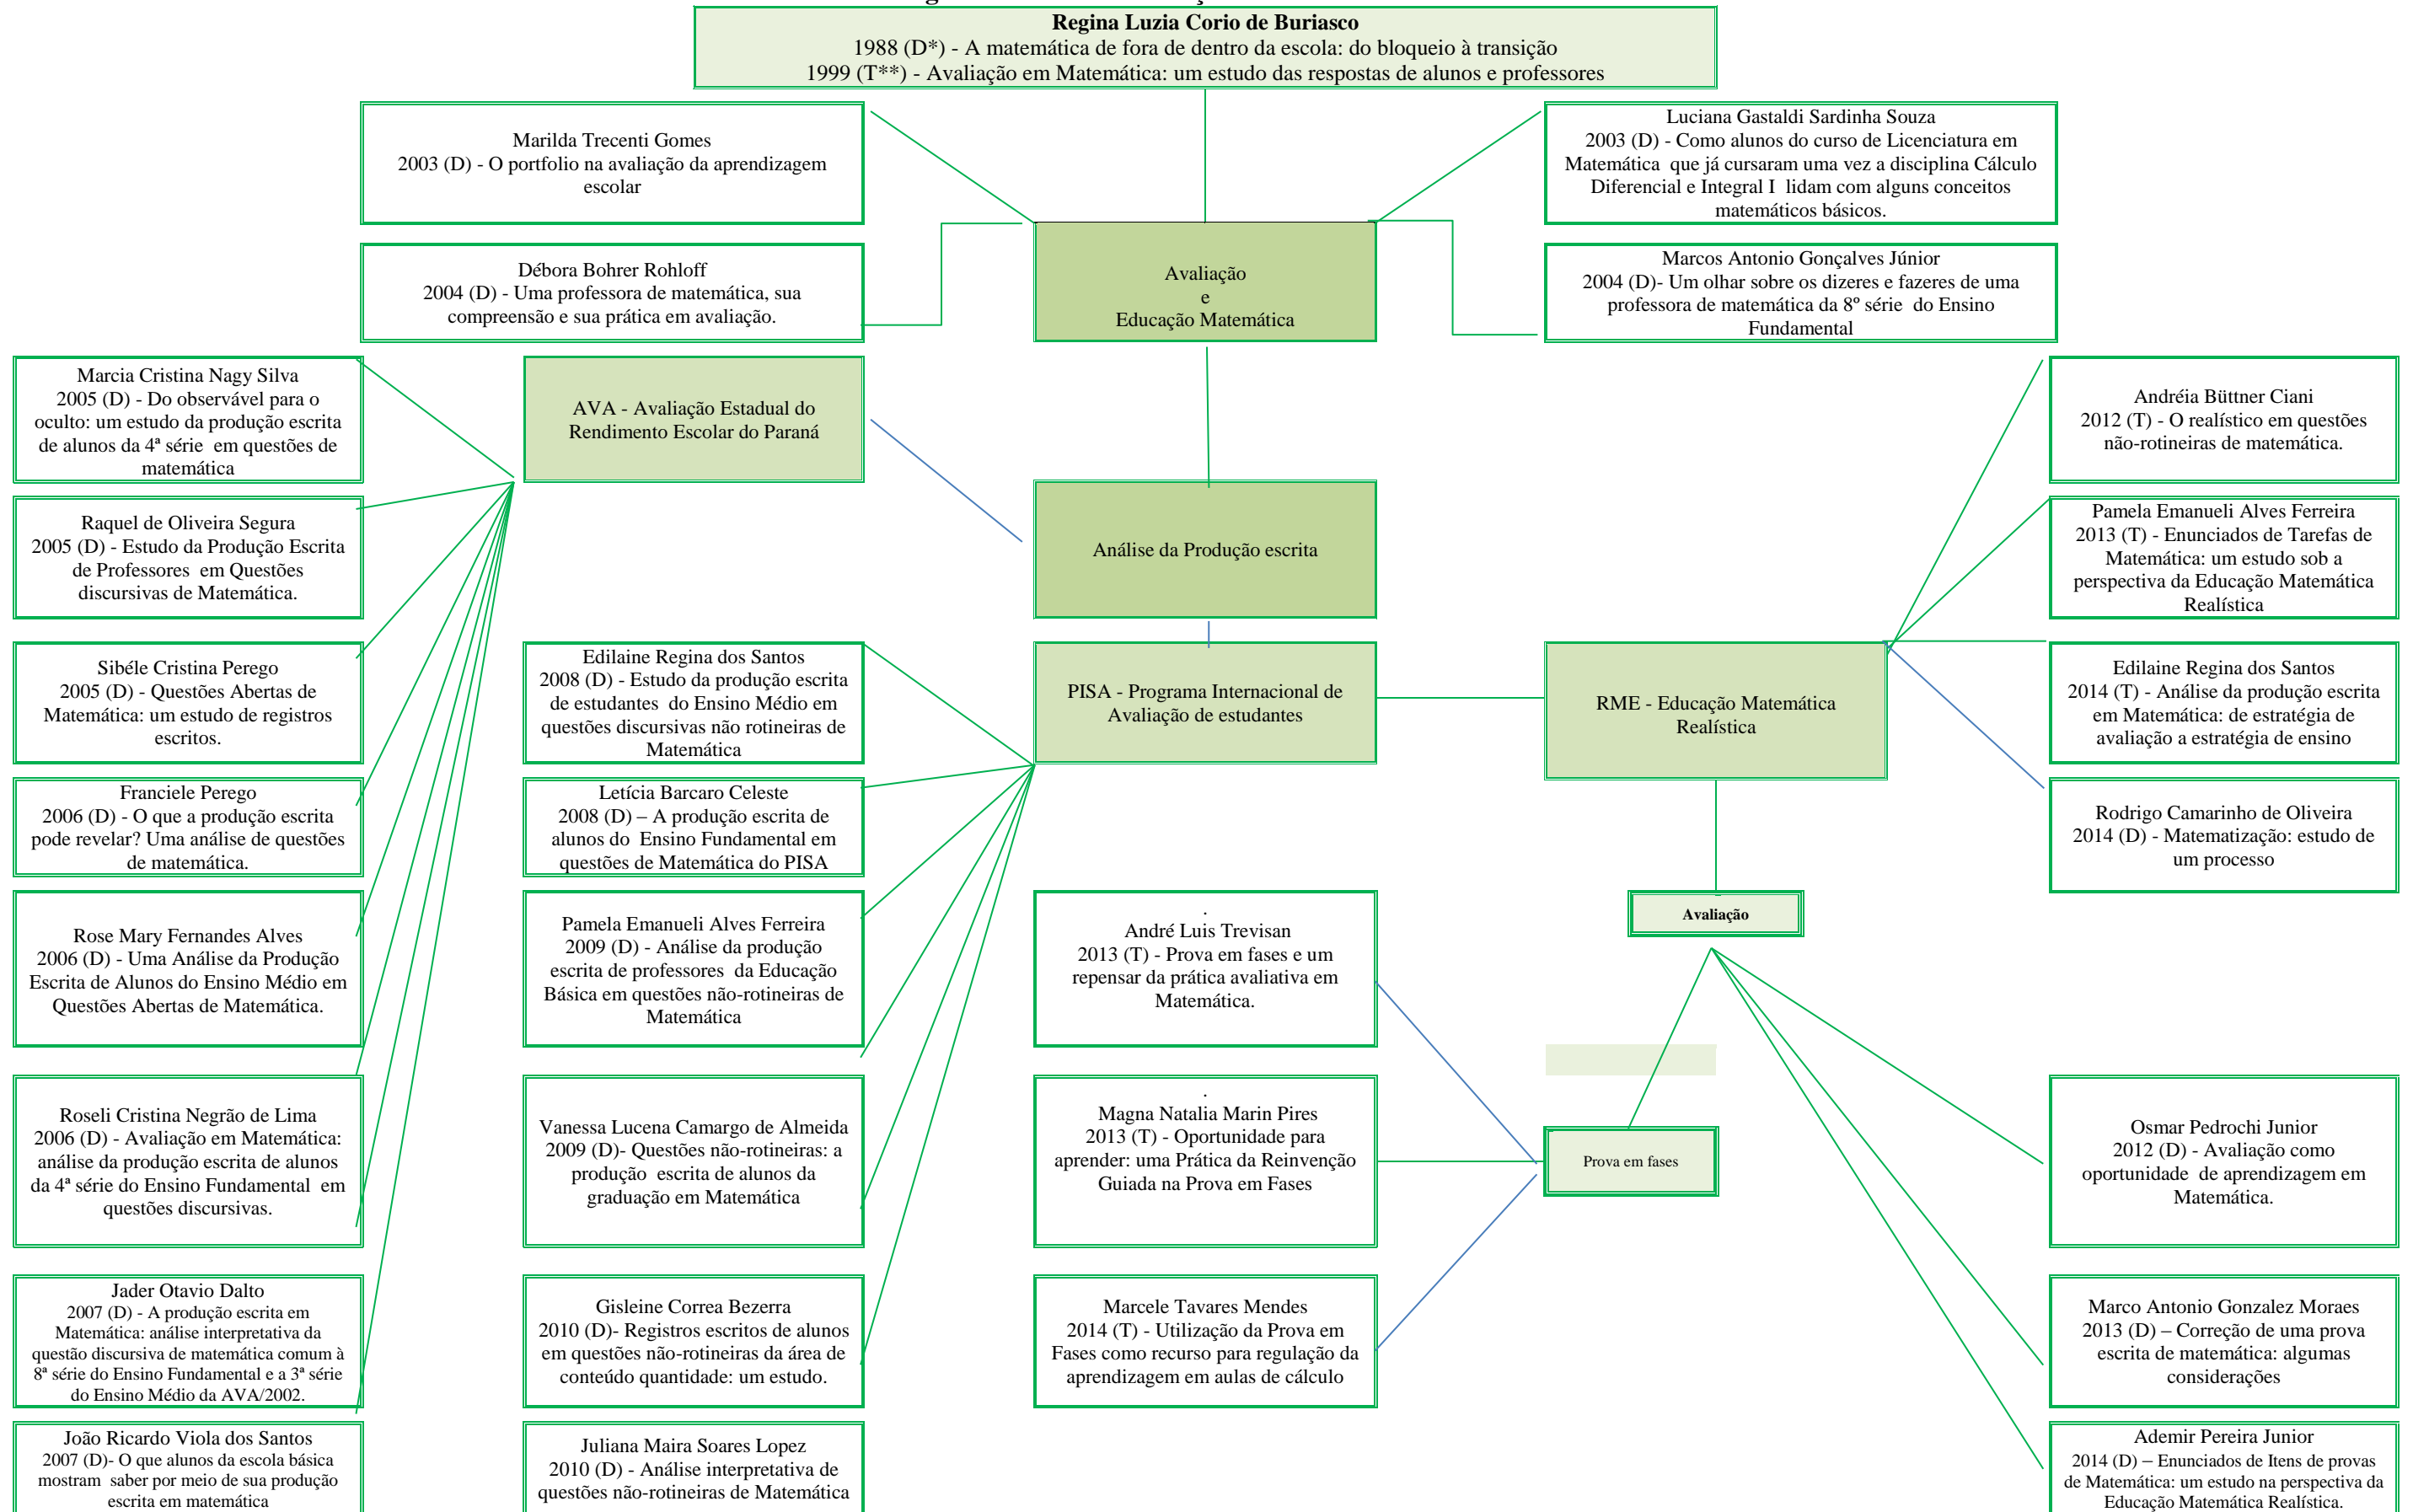 Regina Luzia Corio de Buriasco
1988 (D*) - A matemática de fora de dentro da escola: do bloqueio à transição
1999 (T**) - Avaliação em Matemática: um estudo das respostas de alunos e professores
Marilda Trecenti Gomes
2003 (D) - O portfolio na avaliação da aprendizagem
escolar
Luciana Gastaldi Sardinha Souza
2003 (D) - Como alunos do curso de Licenciatura em
Matemática que já cursaram uma vez a disciplina Cálculo
Diferencial e Integral I lidam com alguns conceitos
matemáticos básicos.
Débora Bohrer Rohloff
2004 (D) - Uma professora de matemática, sua
compreensão e sua prática em avaliação.
Avaliação
e
Educação Matemática
Marcos Antonio Gonçalves Júnior
2004 (D)- Um olhar sobre os dizeres e fazeres de uma
professora de matemática da 8º série do Ensino
Fundamental
Marcia Cristina Nagy Silva
2005 (D) - Do observável para o
oculto: um estudo da produção escrita
de alunos da 4ª série em questões de
matemática
AVA - Avaliação Estadual do
Rendimento Escolar do Paraná
Andréia Büttner Ciani
2012 (T) - O realístico em questões
não-rotineiras de matemática.
Raquel de Oliveira Segura
2005 (D) - Estudo da Produção Escrita
de Professores em Questões
discursivas de Matemática.
Análise da Produção escrita
Pamela Emanueli Alves Ferreira
2013 (T) - Enunciados de Tarefas de
Matemática: um estudo sob a
perspectiva da Educação Matemática
Realística
Sibéle Cristina Perego
2005 (D) - Questões Abertas de
Matemática: um estudo de registros
escritos.
Edilaine Regina dos Santos
2008 (D) - Estudo da produção escrita
de estudantes do Ensino Médio em
questões discursivas não rotineiras de
Matemática
PISA - Programa Internacional de
Avaliação de estudantes
RME - Educação Matemática
Realística
Edilaine Regina dos Santos
2014 (T) - Análise da produção escrita
em Matemática: de estratégia de
avaliação a estratégia de ensino
Franciele Perego
2006 (D) - O que a produção escrita
pode revelar? Uma análise de questões
de matemática.
Letícia Barcaro Celeste
2008 (D) – A produção escrita de
alunos do Ensino Fundamental em
questões de Matemática do PISA
Rodrigo Camarinho de Oliveira
2014 (D) - Matematização: estudo de
um processo
Rose Mary Fernandes Alves
2006 (D) - Uma Análise da Produção
Escrita de Alunos do Ensino Médio em
Questões Abertas de Matemática.
Pamela Emanueli Alves Ferreira
2009 (D) - Análise da produção
escrita de professores da Educação
Básica em questões não-rotineiras de
Matemática
.
André Luis Trevisan
2013 (T) - Prova em fases e um
repensar da prática avaliativa em
Matemática.
Avaliação
Roseli Cristina Negrão de Lima
2006 (D) - Avaliação em Matemática:
análise da produção escrita de alunos
da 4ª série do Ensino Fundamental em
questões discursivas.
Vanessa Lucena Camargo de Almeida
2009 (D)- Questões não-rotineiras: a
produção escrita de alunos da
graduação em Matemática
.
Magna Natalia Marin Pires
2013 (T) - Oportunidade para
aprender: uma Prática da Reinvenção
Guiada na Prova em Fases
Prova em fases
Osmar Pedrochi Junior
2012 (D) - Avaliação como
oportunidade de aprendizagem em
Matemática.
Jader Otavio Dalto
2007 (D) - A produção escrita em
Matemática: análise interpretativa da
questão discursiva de matemática comum à
8ª série do Ensino Fundamental e a 3ª série
do Ensino Médio da AVA/2002.
Gisleine Correa Bezerra
2010 (D)- Registros escritos de alunos
em questões não-rotineiras da área de
conteúdo quantidade: um estudo.
Marcele Tavares Mendes
2014 (T) - Utilização da Prova em
Fases como recurso para regulação da
aprendizagem em aulas de cálculo
Marco Antonio Gonzalez Moraes
2013 (D) – Correção de uma prova
escrita de matemática: algumas
considerações
João Ricardo Viola dos Santos
2007 (D)- O que alunos da escola básica
mostram saber por meio de sua produção
escrita em matemática
Juliana Maira Soares Lopez
2010 (D) - Análise interpretativa de
questões não-rotineiras de Matemática
Ademir Pereira Junior
2014 (D) – Enunciados de Itens de provas
de Matemática: um estudo na perspectiva da
Educação Matemática Realística.